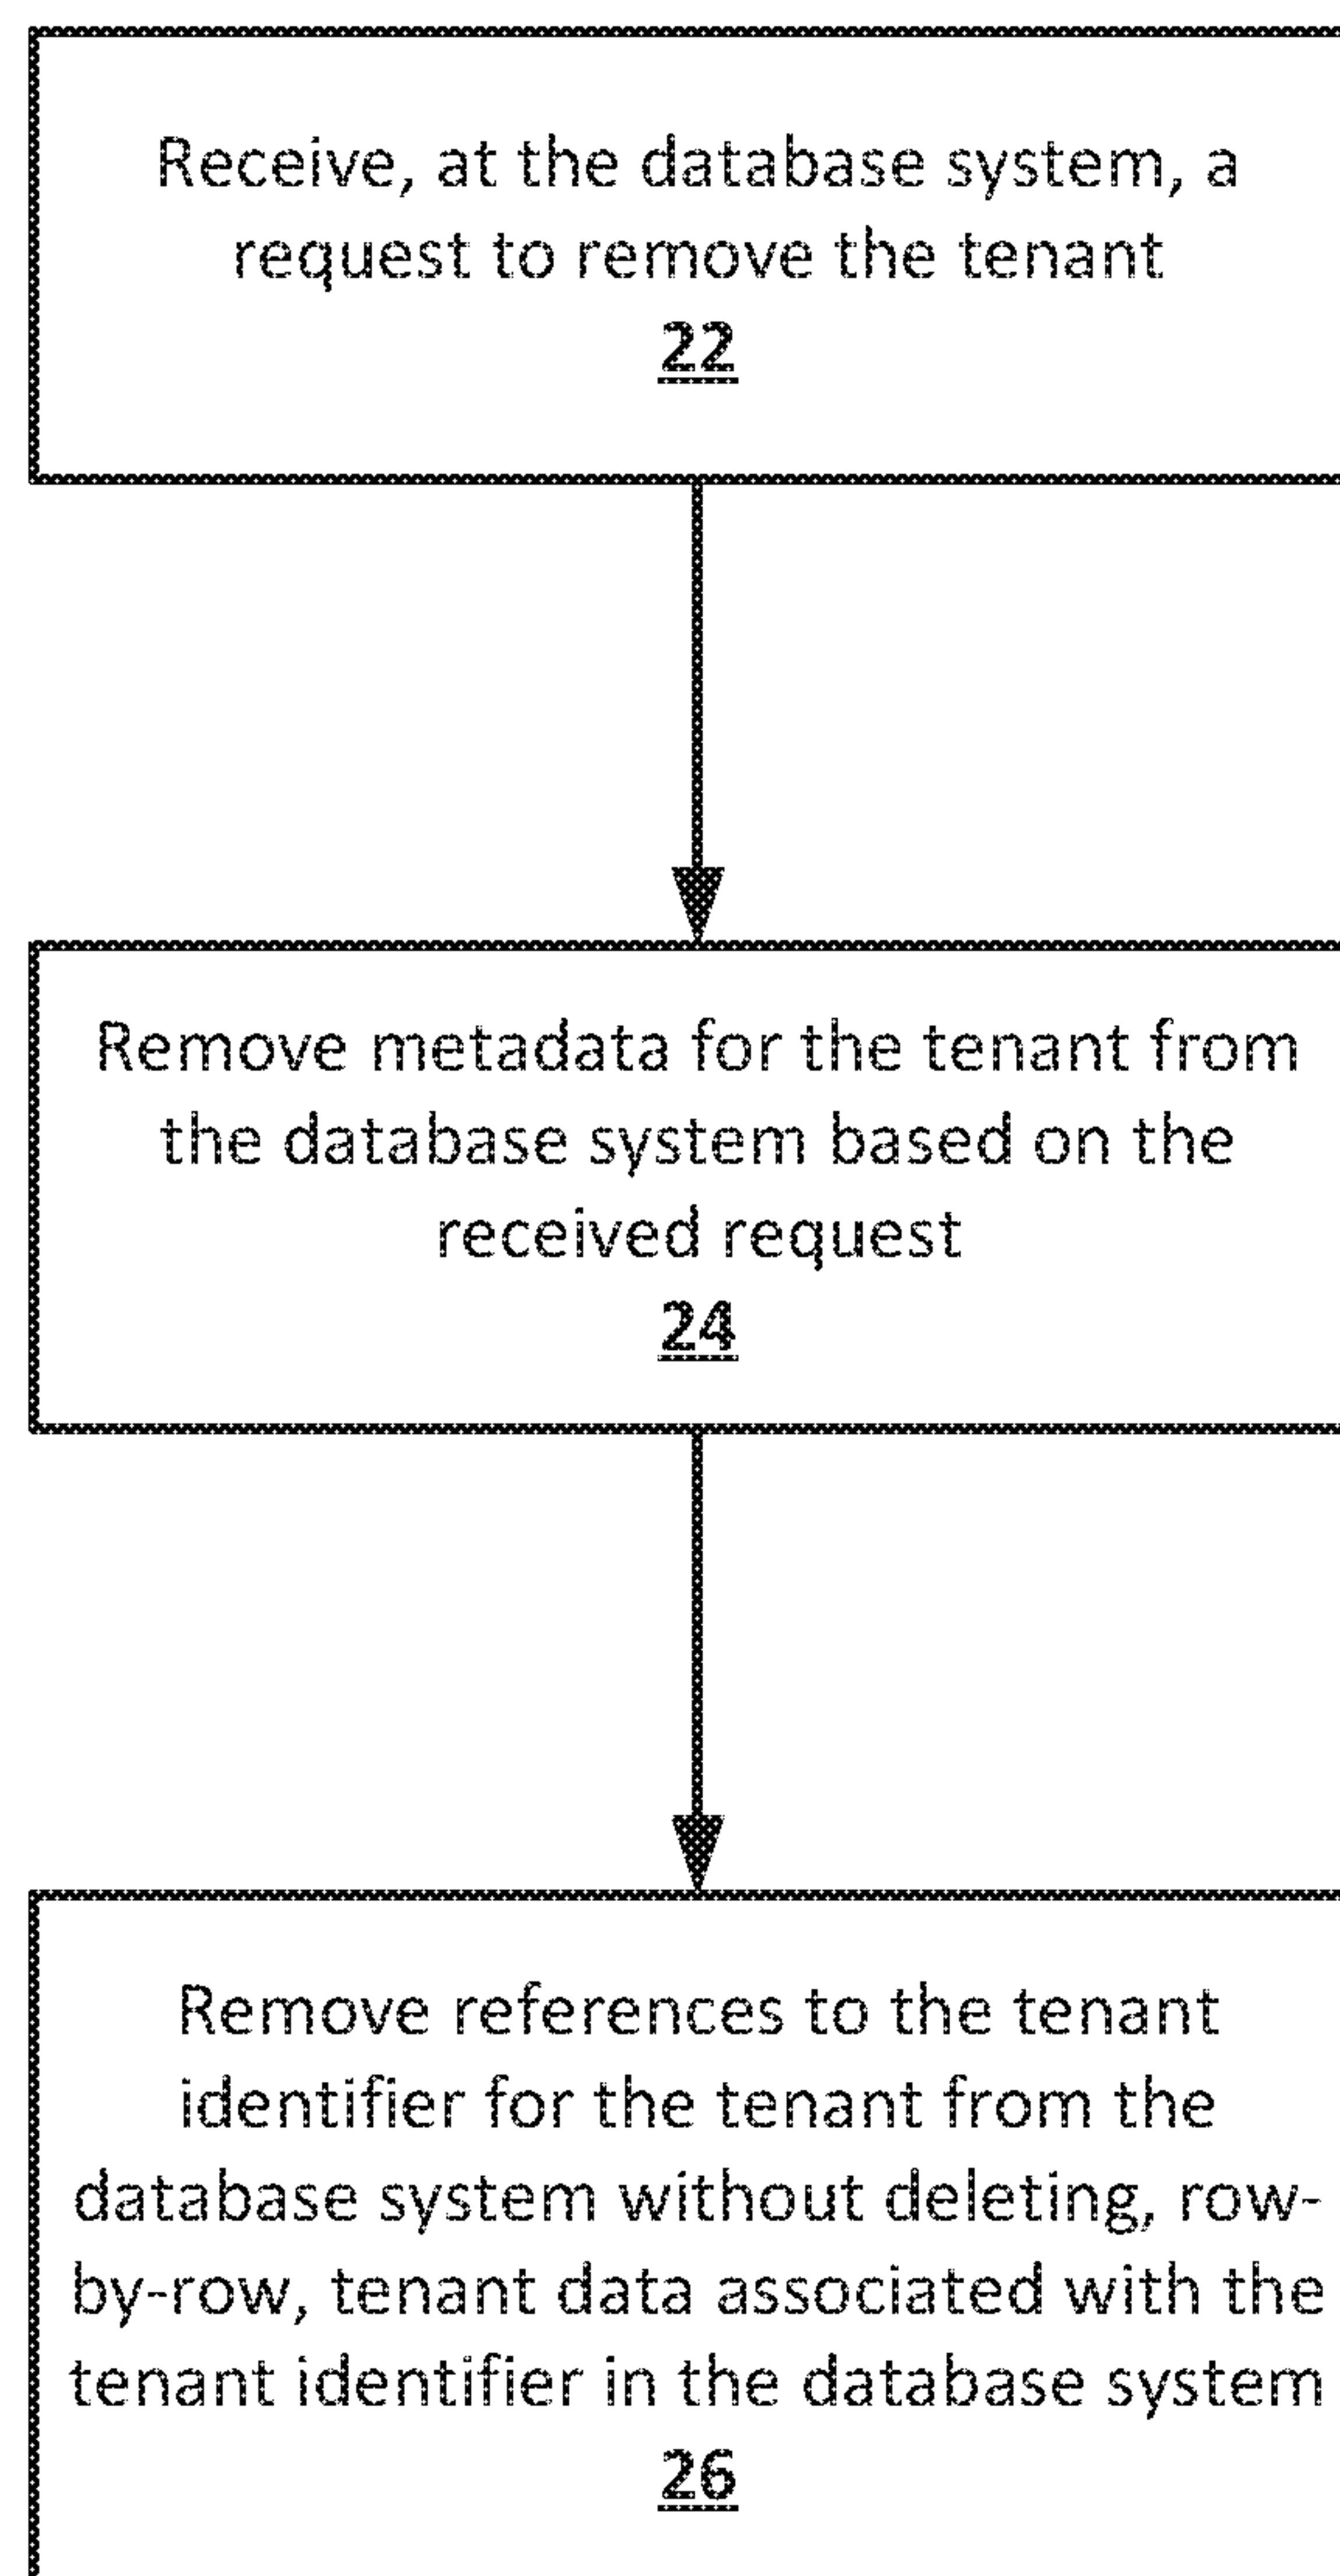 Receive, at the database system, a
request to remove the tenant
22
Remove metadata for the tenant from
the database system based on the
received request
24
Remove references to the tenant
identifier for the tenant from the
database system without deleting, row-
by-row, tenant data associated with the
tenant identifier in the database system
26